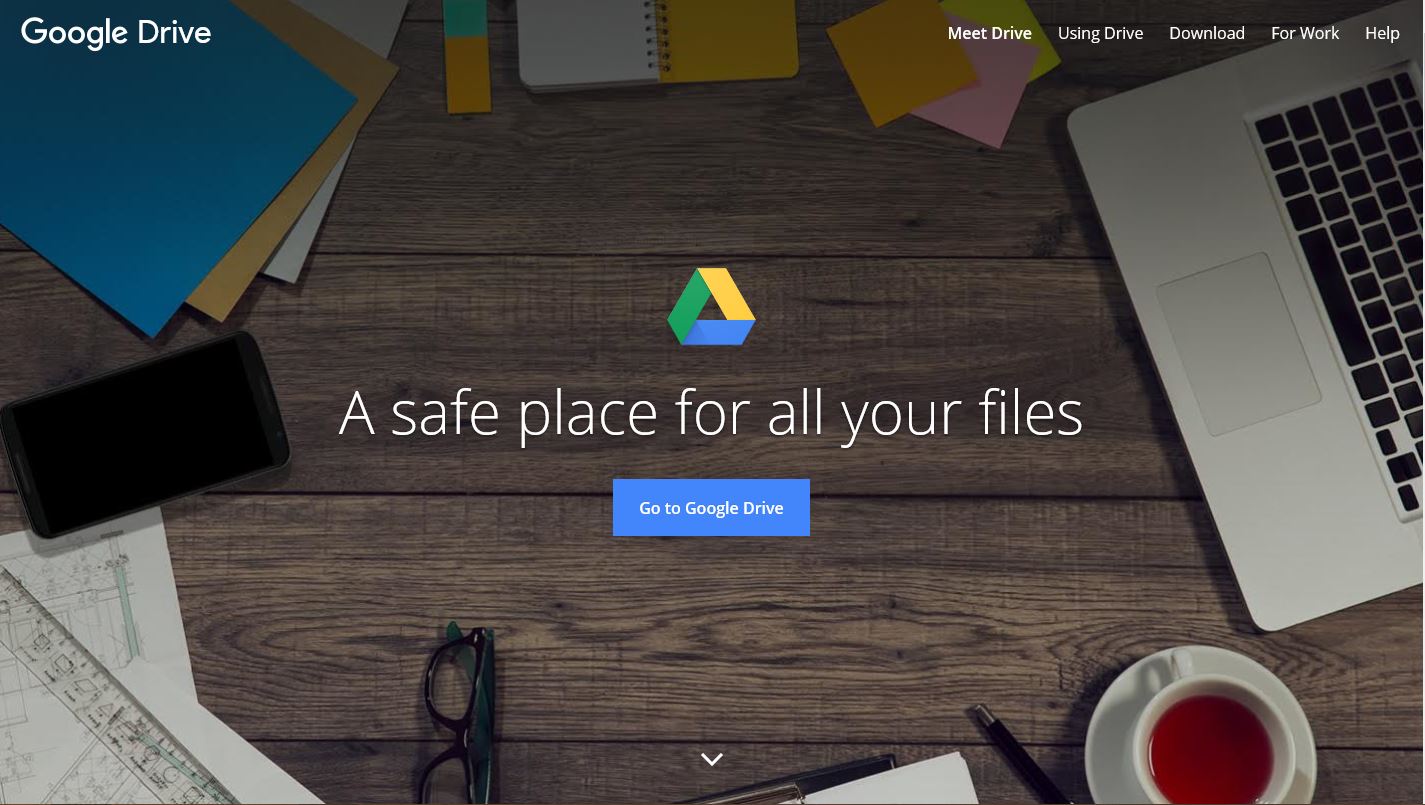 Google Drive
Meet Drive
Using Drive
Download
For Work
Help
A safe place for all your files
Go to Google Drive